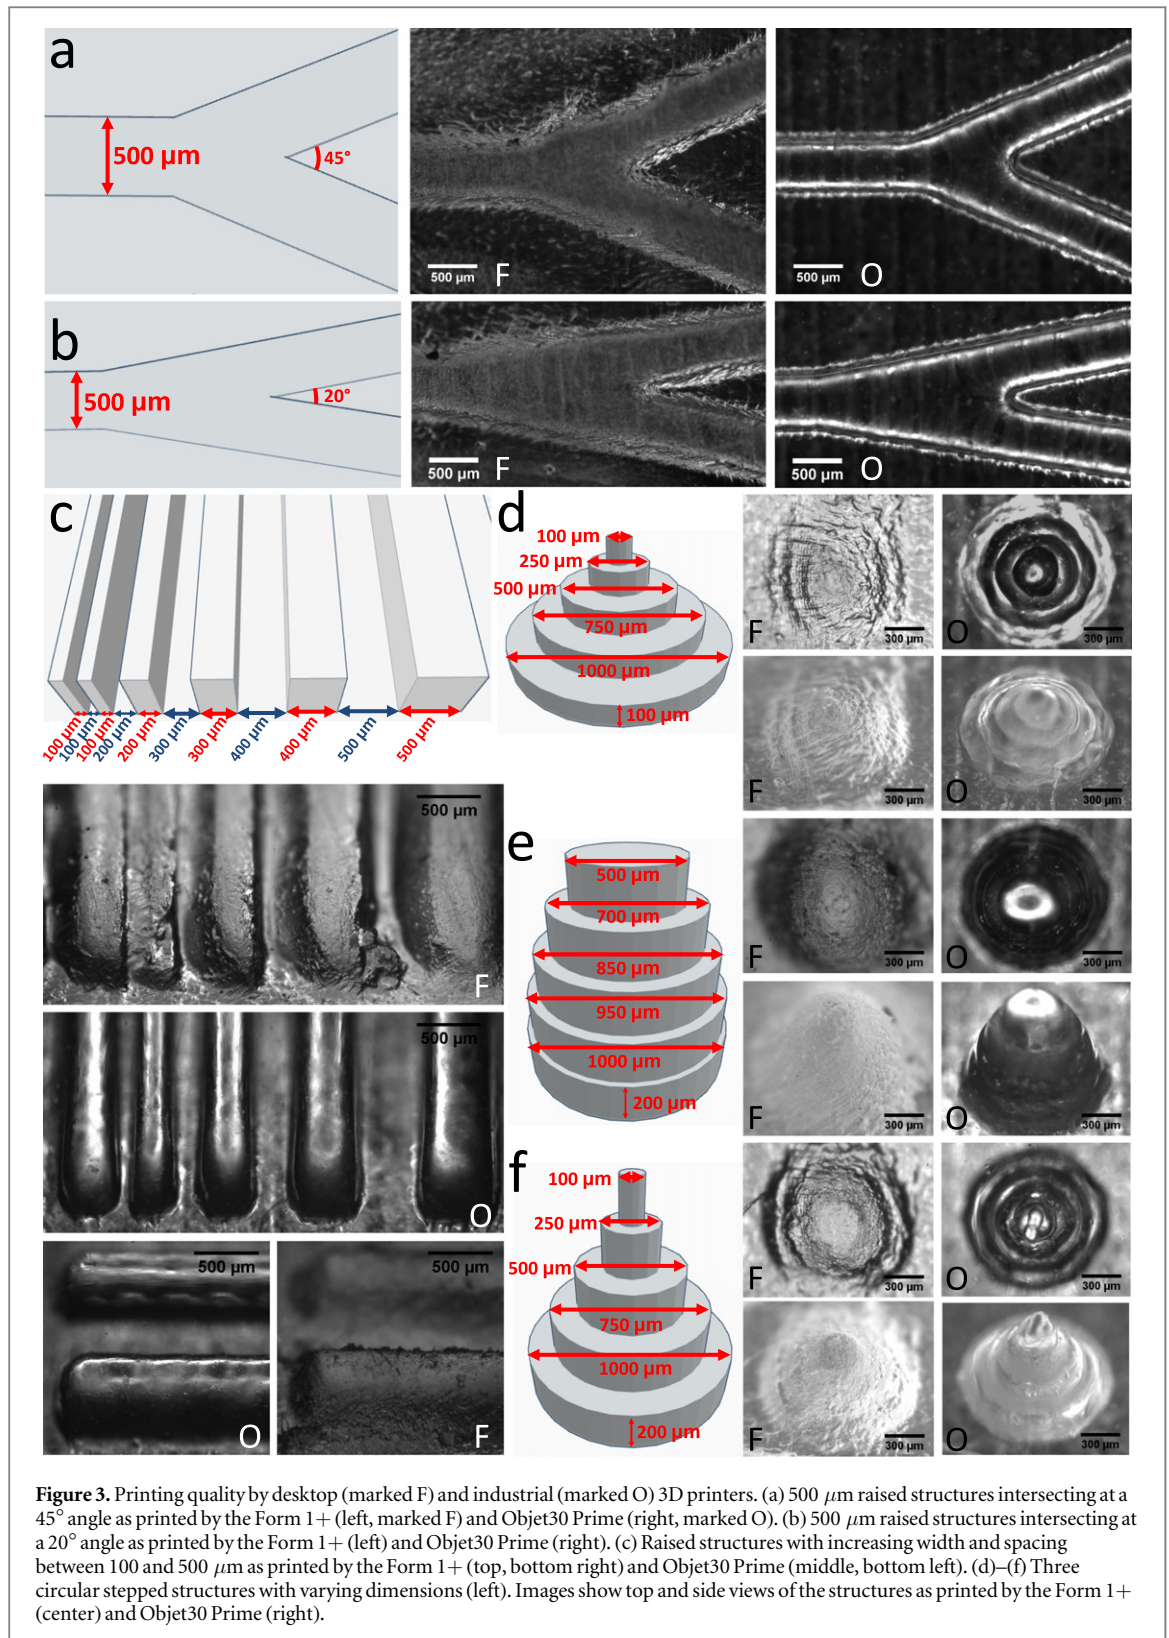 a
500 µm
45°
500 µm
F
500 µm
O
b
500 µm
20°
500 µm
F
500 µm
O
c
100 µm
100 µm
100 µm
200 µm
200 µm
300 µm
300 µm
400 µm
400 µm
500 µm
500 µm
500 µm
F
500 µm
O
500 µm
O
500 µm
F
d
100 µm
250 µm
500 µm
750 µm
1000 µm
100 µm
F
300 µm
O
300 µm
F
300 µm
O
300 µm
e
500 µm
700 µm
850 µm
950 µm
1000 µm
200 µm
F
300 µm
O
300 µm
F
300 µm
O
300 µm
f
100 µm
250 µm
500 µm
750 µm
1000 µm
200 µm
F
300 µm
O
300 µm
F
300 µm
O
300 µm
Figure 3. Printing quality by desktop (marked F) and industrial (marked O) 3D printers. (a) 500 µm raised structures intersecting at a
45° angle as printed by the Form 1+ (left, marked F) and Objet30 Prime (right, marked O). (b) 500 µm raised structures intersecting at
a 20° angle as printed by the Form 1+ (left) and Objet30 Prime (right). (c) Raised structures with increasing width and spacing
between 100 and 500 µm as printed by the Form 1+ (top, bottom right) and Objet30 Prime (middle, bottom left). (d)–(f) Three
circular stepped structures with varying dimensions (left). Images show top and side views of the structures as printed by the Form 1+
(center) and Objet30 Prime (right).